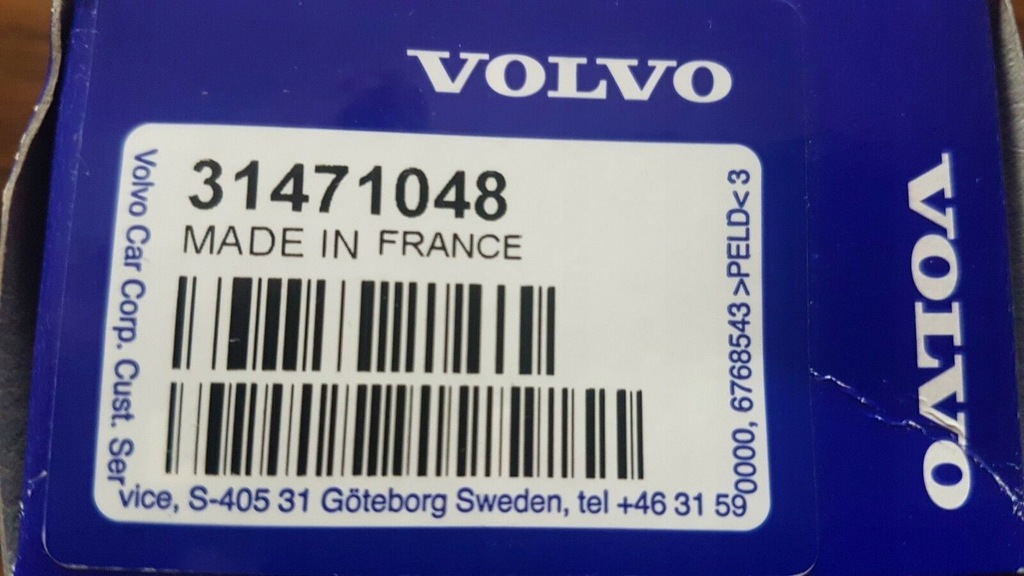 VOLVO
31471048
MADE IN FRANCE
Volvo Car Corp. Cust. Service, S-405 31 Göteborg Sweden, tel +46 31 590000, 6768543 >PELD< 3
VOLVO